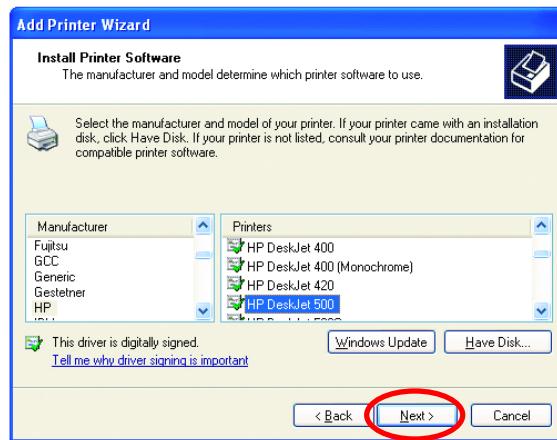 Add Printer Wizard
Install Printer Software
The manufacturer and model determine which printer software to use.
Select the manufacturer and model of your printer. If your printer came with an installation
disk, click Have Disk. If your printer is not listed, consult your printer documentation for
compatible printer software.
Manufacturer
Fujitsu
GCC
Generic
Gestetner
HP
Printers
HP DeskJet 400
HP DeskJet 400 (Monochrome)
HP DeskJet 420
HP DeskJet 500
This driver is digitally signed.
Tell me why driver signing is important
Windows Update
Have Disk...
< Back
Next >
Cancel